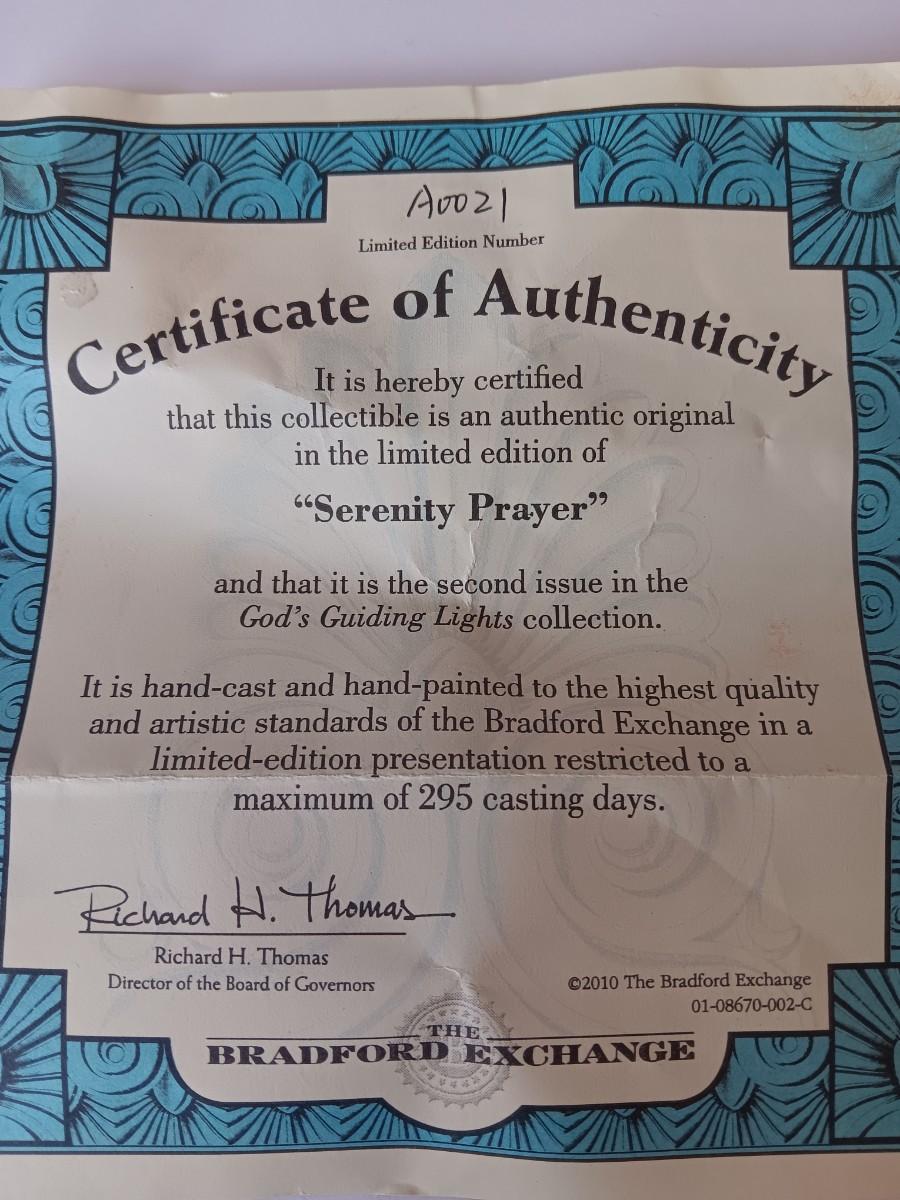 A0021
Limited Edition Number
Certificate of Authenticity
It is hereby certified
that this collectible is an authentic original
in the limited edition of
“Serenity Prayer”
and that it is the second issue in the
God’s Guiding Lights collection.
It is hand-cast and hand-painted to the highest quality
and artistic standards of the Bradford Exchange in a
limited-edition presentation restricted to a
maximum of 295 casting days.
Richard H. Thomas
Richard H. Thomas
Director of the Board of Governors
©2010 The Bradford Exchange
01-08670-002-C
THE
BRADFORD EXCHANGE